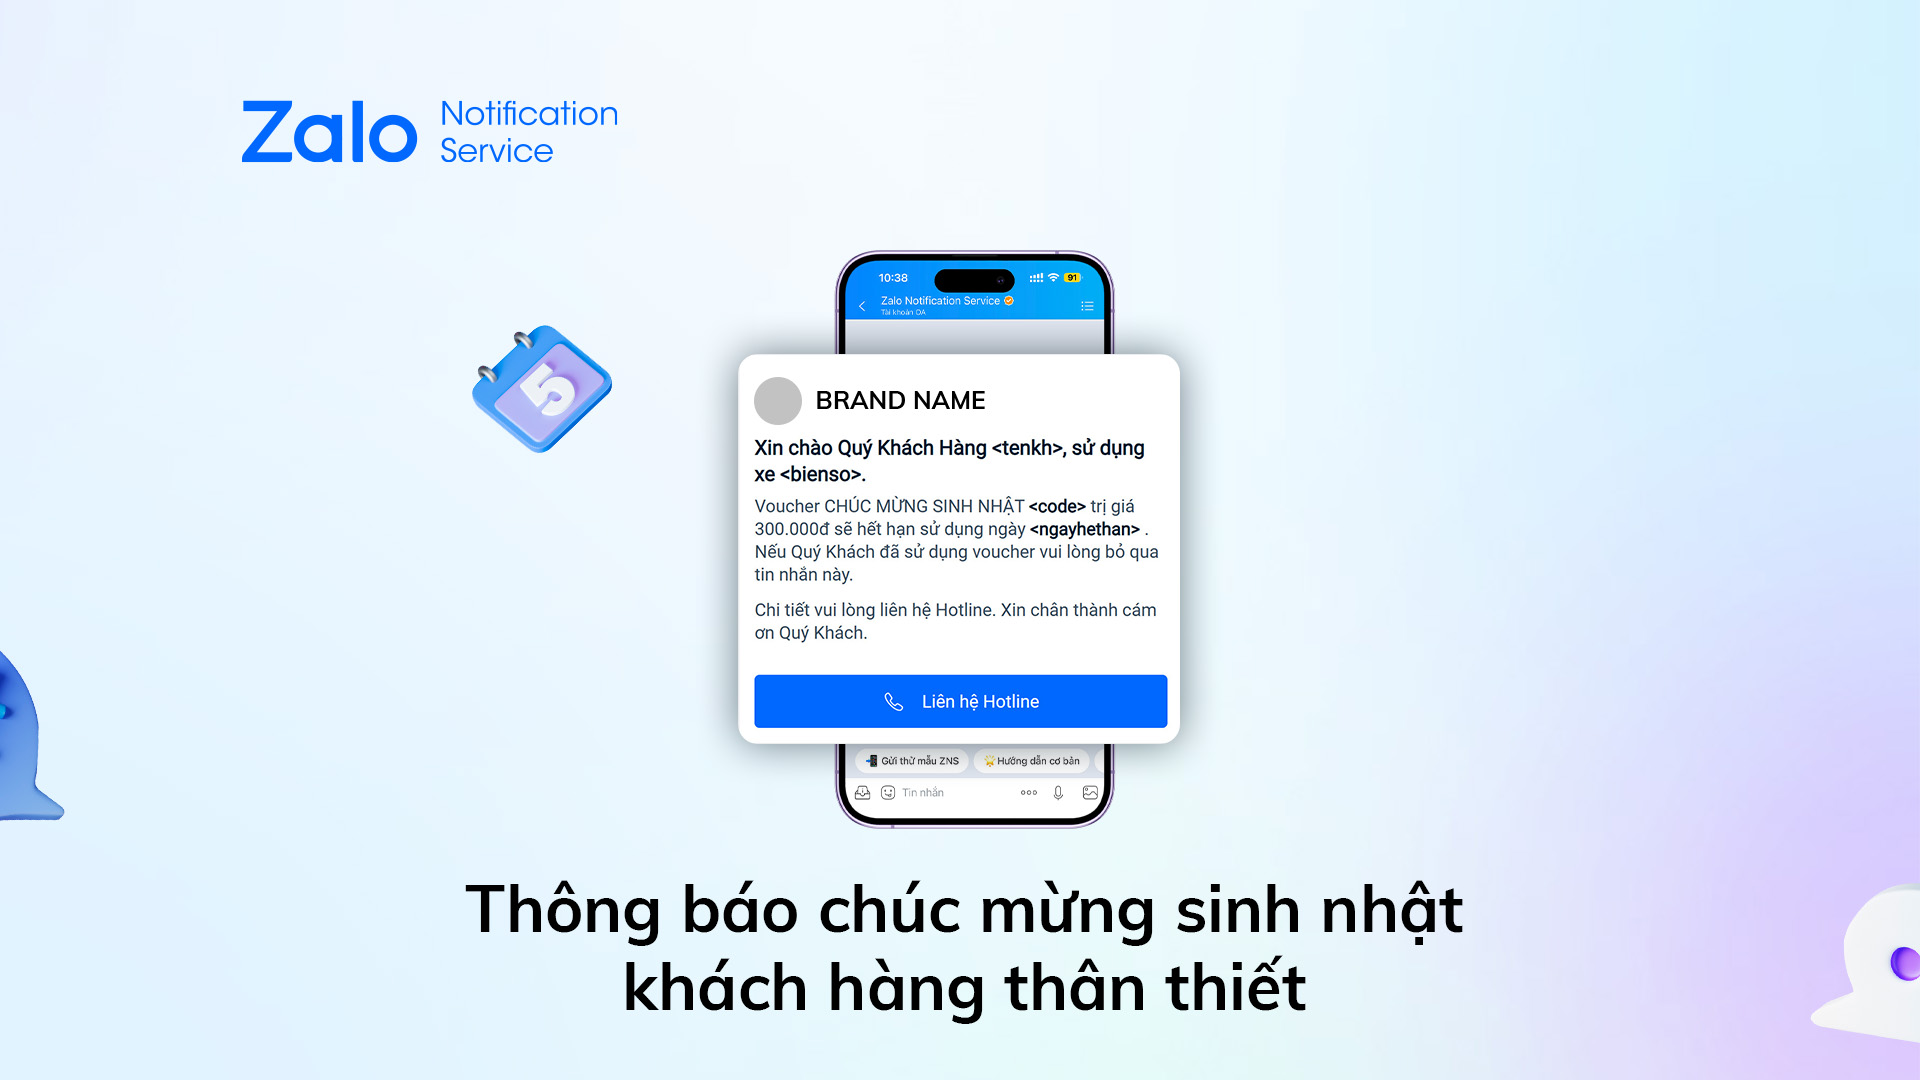 Zalo Notification
Service
10:38
91
Zalo Notification Service
Tài khoản OA
5
BRAND NAME
Xin chào Quý Khách Hàng <tenkh>, sử dụng
xe <bienso>.
Voucher CHÚC MỪNG SINH NHẬT <code> trị giá
300.000đ sẽ hết hạn sử dụng ngày <ngayhethan> .
Nếu Quý Khách đã sử dụng voucher vui lòng bỏ qua
tin nhắn này.
Chi tiết vui lòng liên hệ Hotline. Xin chân thành cám
ơn Quý Khách.
Liên hệ Hotline
Gửi thử mẫu ZNS
Hướng dẫn cơ bản
Tin nhắn
Thông báo chúc mừng sinh nhật
khách hàng thân thiết